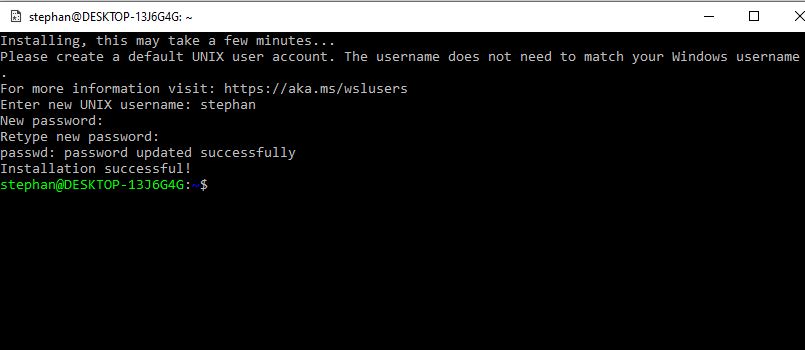 stephan@DESKTOP-13J6G4G: ~
Installing, this may take a few minutes...
Please create a default UNIX user account. The username does not need to match your Windows username
.
For more information visit: https://aka.ms/wslusers
Enter new UNIX username: stephan
New password:
Retype new password:
passwd: password updated successfully
Installation successful!
stephan@DESKTOP-13J6G4G:~$